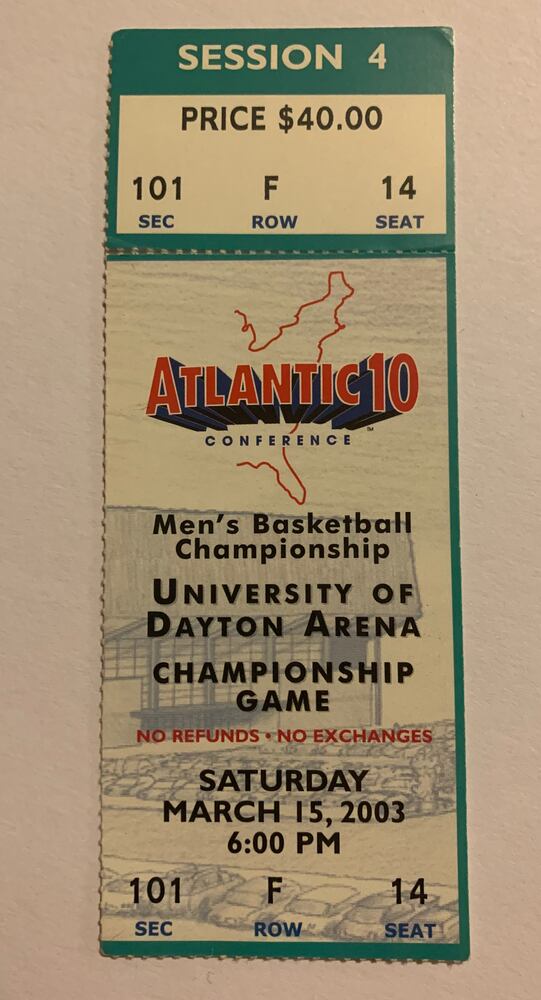 SESSION 4
PRICE $40.00
101 F 14
SEC ROW SEAT
ATLANTIC 10
TM
CONFERENCE
Men's Basketball
Championship
UNIVERSITY OF
DAYTON ARENA
CHAMPIONSHIP
GAME
NO REFUNDS • NO EXCHANGES
SATURDAY
MARCH 15, 2003
6:00 PM
101 F 14
SEC ROW SEAT